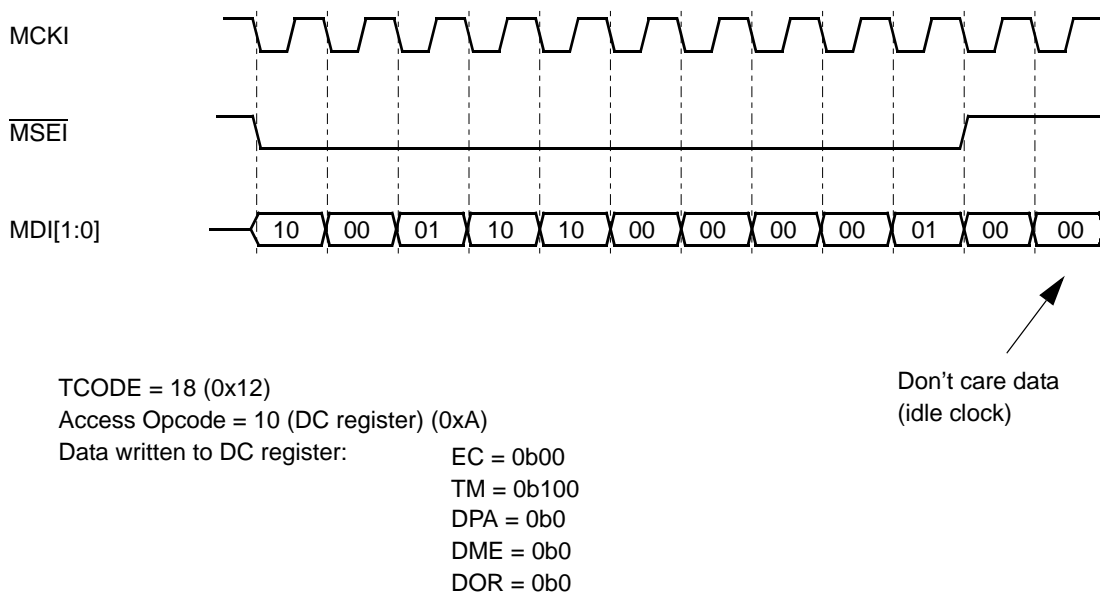 MCKI
MSEI
MDI[1:0] 10 00 01 10 10 00 00 00 00 01 00 00
Don’t care data
(idle clock)
TCODE = 18 (0x12)
Access Opcode = 10 (DC register) (0xA)
Data written to DC register: EC = 0b00
TM = 0b100
DPA = 0b0
DME = 0b0
DOR = 0b0